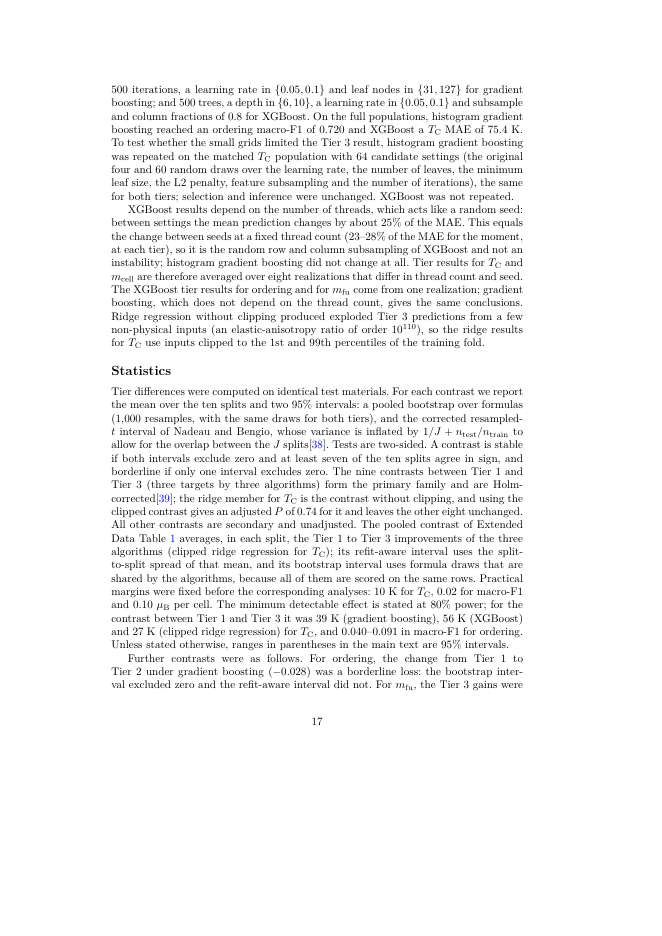 500 iterations, a learning rate in {0.05, 0.1} and leaf nodes in {31, 127} for gradient
boosting; and 500 trees, a depth in {6, 10}, a learning rate in {0.05, 0.1} and subsample
and column fractions of 0.8 for XGBoost. On the full populations, histogram gradient
boosting reached an ordering macro-F1 of 0.720 and XGBoost a T_C MAE of 75.4 K.
To test whether the small grids limited the Tier 3 result, histogram gradient boosting
was repeated on the matched T_C population with 64 candidate settings (the original
four and 60 random draws over the learning rate, the number of leaves, the minimum
leaf size, the L2 penalty, feature subsampling and the number of iterations), the same
for both tiers; selection and inference were unchanged. XGBoost was not repeated.
XGBoost results depend on the number of threads, which acts like a random seed:
between settings the mean prediction changes by about 25% of the MAE. This equals
the change between seeds at a fixed thread count (23–28% of the MAE for the moment,
at each tier), so it is the random row and column subsampling of XGBoost and not an
instability; histogram gradient boosting did not change at all. Tier results for T_C and
m_cell are therefore averaged over eight realizations that differ in thread count and seed.
The XGBoost tier results for ordering and for m_fu come from one realization; gradient
boosting, which does not depend on the thread count, gives the same conclusions.
Ridge regression without clipping produced exploded Tier 3 predictions from a few
non-physical inputs (an elastic-anisotropy ratio of order 10^110), so the ridge results
for T_C use inputs clipped to the 1st and 99th percentiles of the training fold.
Statistics
Tier differences were computed on identical test materials. For each contrast we report
the mean over the ten splits and two 95% intervals: a pooled bootstrap over formulas
(1,000 resamples, with the same draws for both tiers), and the corrected resampled-
t interval of Nadeau and Bengio, whose variance is inflated by 1/J + n_test/n_train to
allow for the overlap between the J splits[38]. Tests are two-sided. A contrast is stable
if both intervals exclude zero and at least seven of the ten splits agree in sign, and
borderline if only one interval excludes zero. The nine contrasts between Tier 1 and
Tier 3 (three targets by three algorithms) form the primary family and are Holm-
corrected[39]; the ridge member for T_C is the contrast without clipping, and using the
clipped contrast gives an adjusted P of 0.74 for it and leaves the other eight unchanged.
All other contrasts are secondary and unadjusted. The pooled contrast of Extended
Data Table 1 averages, in each split, the Tier 1 to Tier 3 improvements of the three
algorithms (clipped ridge regression for T_C); its refit-aware interval uses the split-
to-split spread of that mean, and its bootstrap interval uses formula draws that are
shared by the algorithms, because all of them are scored on the same rows. Practical
margins were fixed before the corresponding analyses: 10 K for T_C, 0.02 for macro-F1
and 0.10 μ_B per cell. The minimum detectable effect is stated at 80% power; for the
contrast between Tier 1 and Tier 3 it was 39 K (gradient boosting), 56 K (XGBoost)
and 27 K (clipped ridge regression) for T_C, and 0.040–0.091 in macro-F1 for ordering.
Unless stated otherwise, ranges in parentheses in the main text are 95% intervals.
Further contrasts were as follows. For ordering, the change from Tier 1 to
Tier 2 under gradient boosting (−0.028) was a borderline loss: the bootstrap inter-
val excluded zero and the refit-aware interval did not. For m_fu, the Tier 3 gains were
17